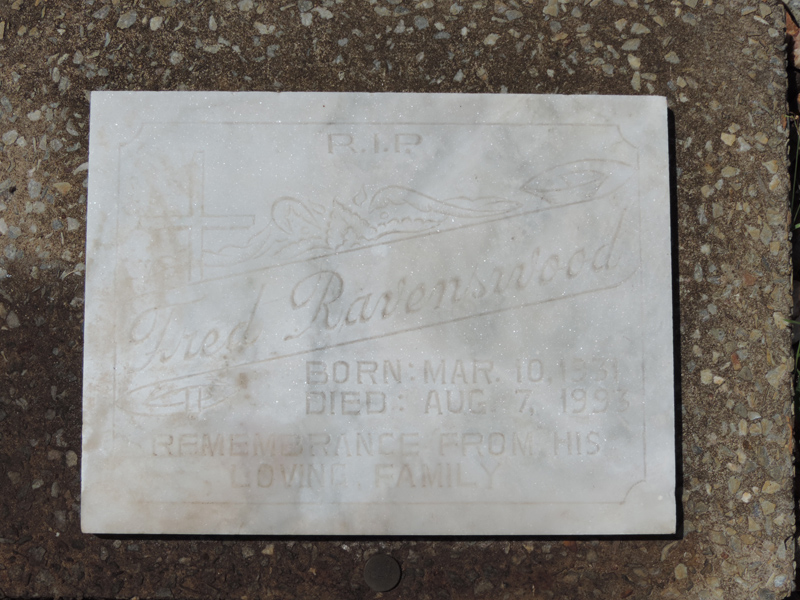 R.I.P.
Fred Ravenswood
BORN: MAR. 10, 1931
DIED: AUG. 7, 1993
REMEMBRANCE FROM HIS
LOVING FAMILY